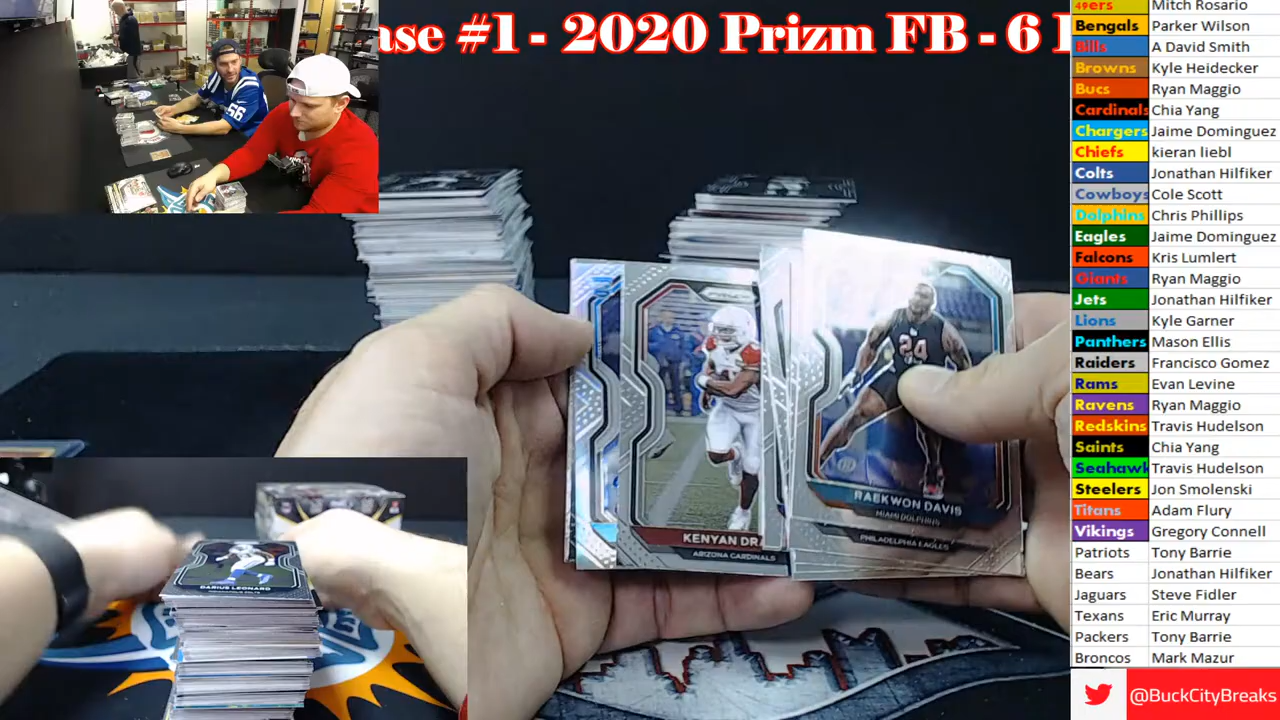 ase #1 - 2020 Prizm FB - 6
49ers Mitch Rosario
Bengals Parker Wilson
Bills A David Smith
Browns Kyle Heidecker
Bucs Ryan Maggio
Cardinals Chia Yang
Chargers Jaime Dominguez
Chiefs kieran liebl
Colts Jonathan Hilfiker
Cowboys Cole Scott
Dolphins Chris Phillips
Eagles Jaime Dominguez
Falcons Kris Lumlert
Giants Ryan Maggio
Jets Jonathan Hilfiker
Lions Kyle Garner
Panthers Mason Ellis
Raiders Francisco Gomez
Rams Evan Levine
Ravens Ryan Maggio
Redskins Travis Hudelson
Saints Chia Yang
Seahawk Travis Hudelson
Steelers Jon Smolenski
Titans Adam Flury
Vikings Gregory Connell
Patriots Tony Barrie
Bears Jonathan Hilfiker
Jaguars Steve Fidler
Texans Eric Murray
Packers Tony Barrie
Broncos Mark Mazur
@BuckCityBreaks
56
24
RAEKWON DAVIS
MIAMI DOLPHINS
PHILADELPHIA EAGLES
KENYAN DRA
ARIZONA CARDINALS
DARIUS LEONARD
INDIANAPOLIS COLTS